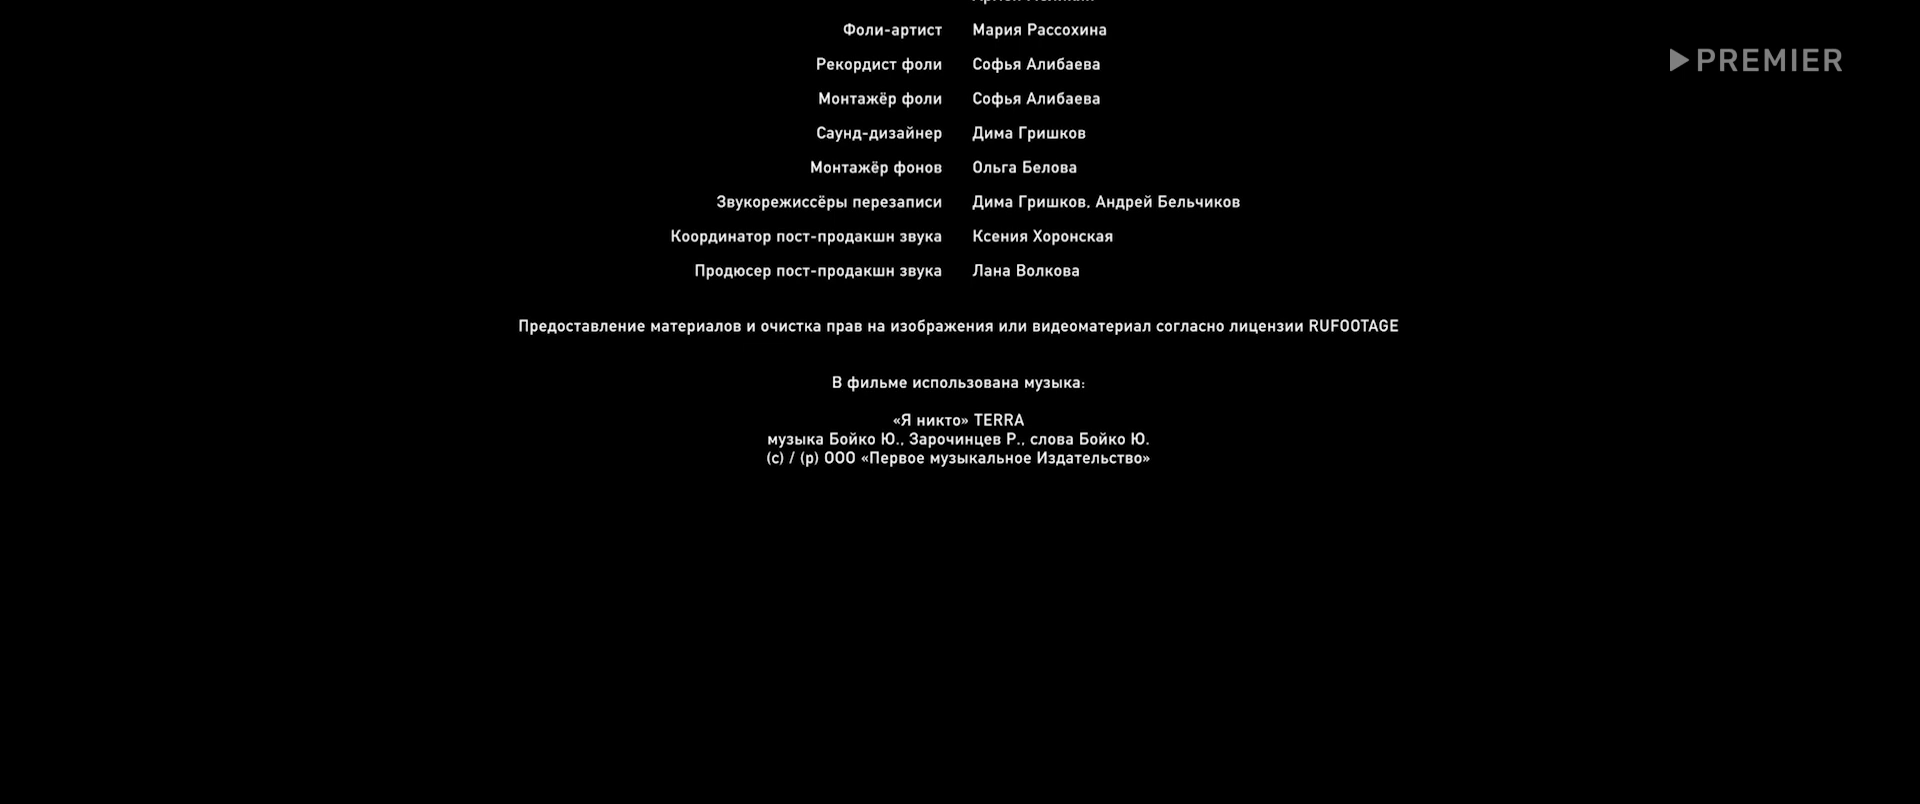 Фоли-артист Мария Рассохина
PREMIER
Рекордист фоли Софья Алибаева
Монтажёр фоли Софья Алибаева
Саунд-дизайнер Дима Гришков
Монтажёр фонов Ольга Белова
Звукорежиссёры перезаписи Дима Гришков, Андрей Бельчиков
Координатор пост-продакшн звука Ксения Хоронская
Продюсер пост-продакшн звука Лана Волкова
Предоставление материалов и очистка прав на изображения или видеоматериал согласно лицензии RUFOOTAGE
В фильме использована музыка:
«Я никто» TERRA
музыка Бойко Ю., Зарочинцев Р., слова Бойко Ю.
(с) / (р) ООО «Первое музыкальное Издательство»